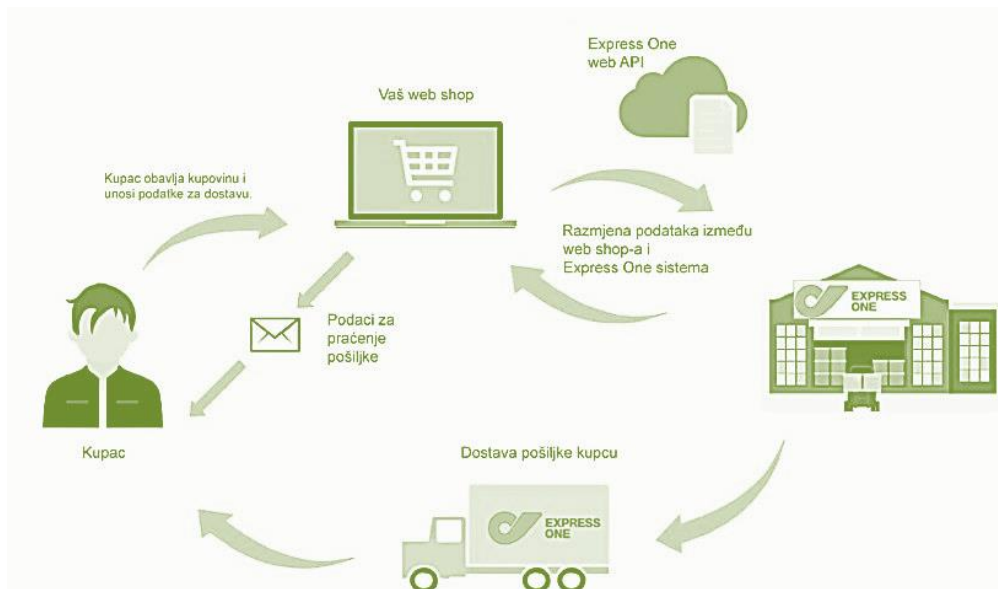 Express One
web API
Vaš web shop
Kupac obavlja kupovinu i
unosi podatke za dostavu.
Razmjena podataka između
web shop-a i
Express One sistema
EXPRESS
ONE
Podaci za
praćenje
pošiljke
Kupac
Dostava pošiljke kupcu
EXPRESS
ONE